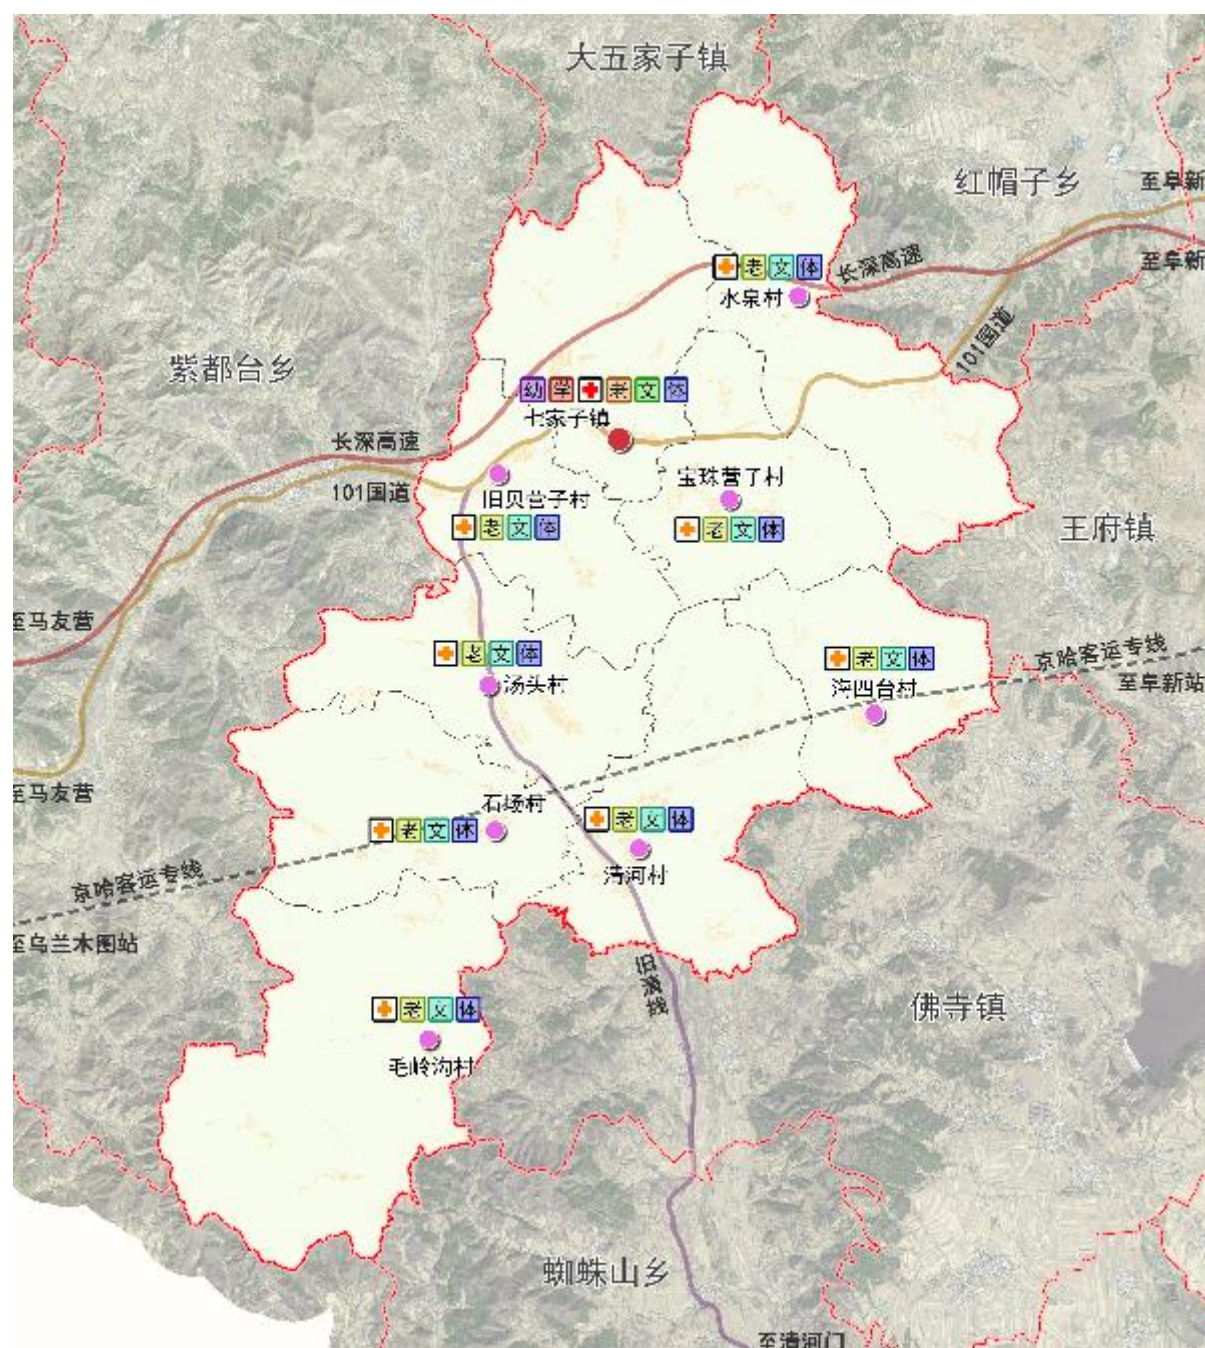 大五家子镇
红帽子乡
至阜新
长深高速
至阜新
老 文 体
水泉村
101国道
紫都台乡
幼 学 老 文 体
七家子镇
长深高速
101国道
旧贝营子村
宝珠营子村
老 文 体
老 文 体
王府镇
至马友营
老 文 体
汤头村
老 文 体
四台村
京哈客运专线
至阜新站
至马友营
石场村
老 文 体
老 文 体
清河村
京哈客运专线
至乌兰木图站
旧
线
佛寺镇
老 文 体
毛岭沟村
蜘蛛山乡
至清河门